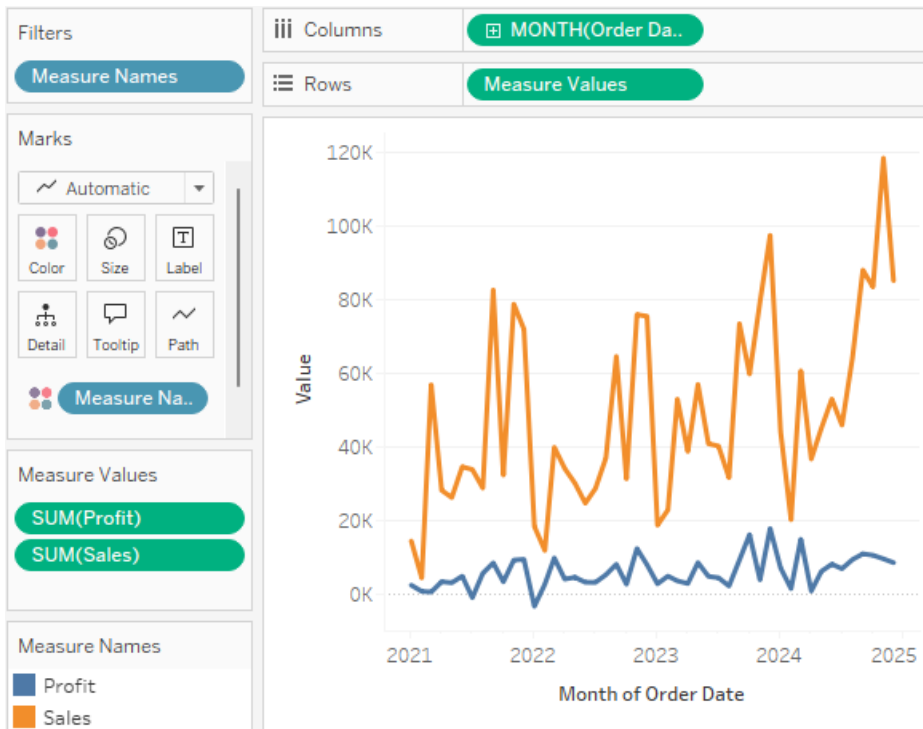 Filters
Measure Names
Marks
Automatic
Color
Size
Label
Detail
Tooltip
Path
Measure Na..
Measure Values
SUM(Profit)
SUM(Sales)
Measure Names
Profit
Sales
Columns
MONTH(Order Da..
Rows
Measure Values
120K
100K
80K
60K
40K
20K
0K
Value
2021
2022
2023
2024
2025
Month of Order Date